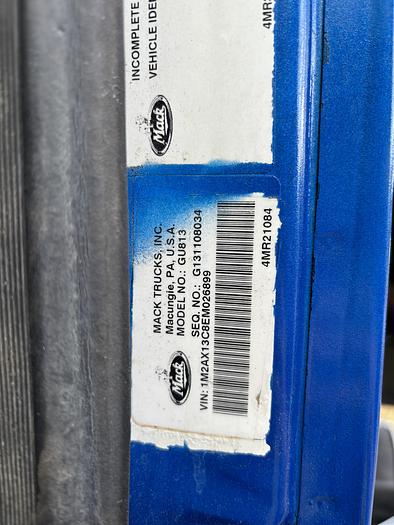 INCOMPLETE
VEHICLE IDE
Mack
4MR
MACK TRUCKS, INC.
Macungie, PA, U.S.A.
MODEL NO.: GU813
SEQ. NO.: G131108034
Mack
VIN: 1M2AX13C8EM026899
4MR21084